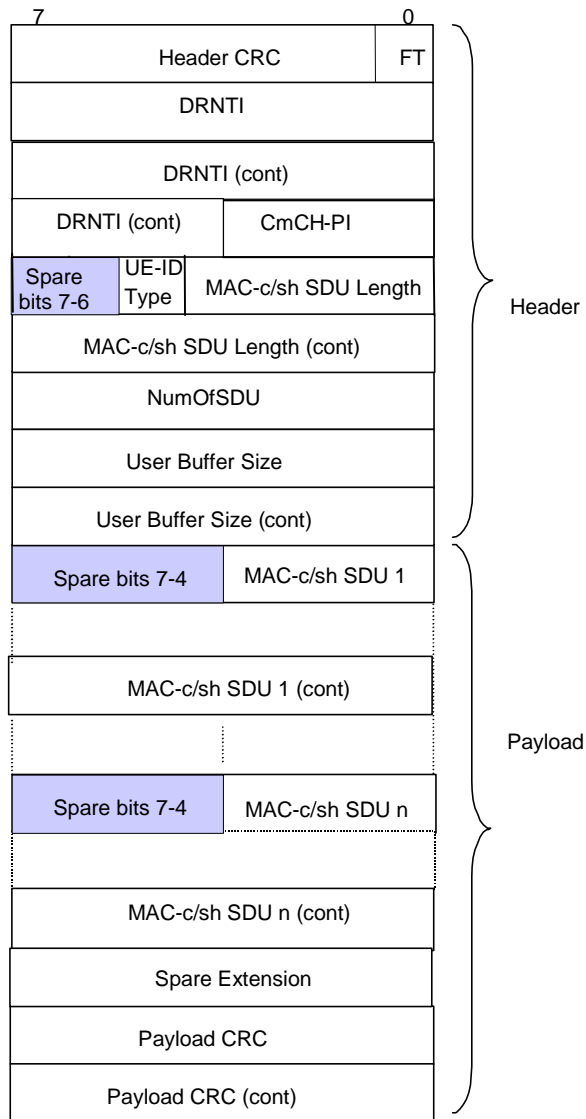 7 0
Header CRC FT
DRNTI
DRNTI (cont)
DRNTI (cont) CmCH-PI
Spare bits 7-6 UE-ID Type MAC-c/sh SDU Length
MAC-c/sh SDU Length (cont)
NumOfSDU
User Buffer Size
User Buffer Size (cont)
Header
Spare bits 7-4 MAC-c/sh SDU 1
MAC-c/sh SDU 1 (cont)
Payload
Spare bits 7-4 MAC-c/sh SDU n
MAC-c/sh SDU n (cont)
Spare Extension
Payload CRC
Payload CRC (cont)